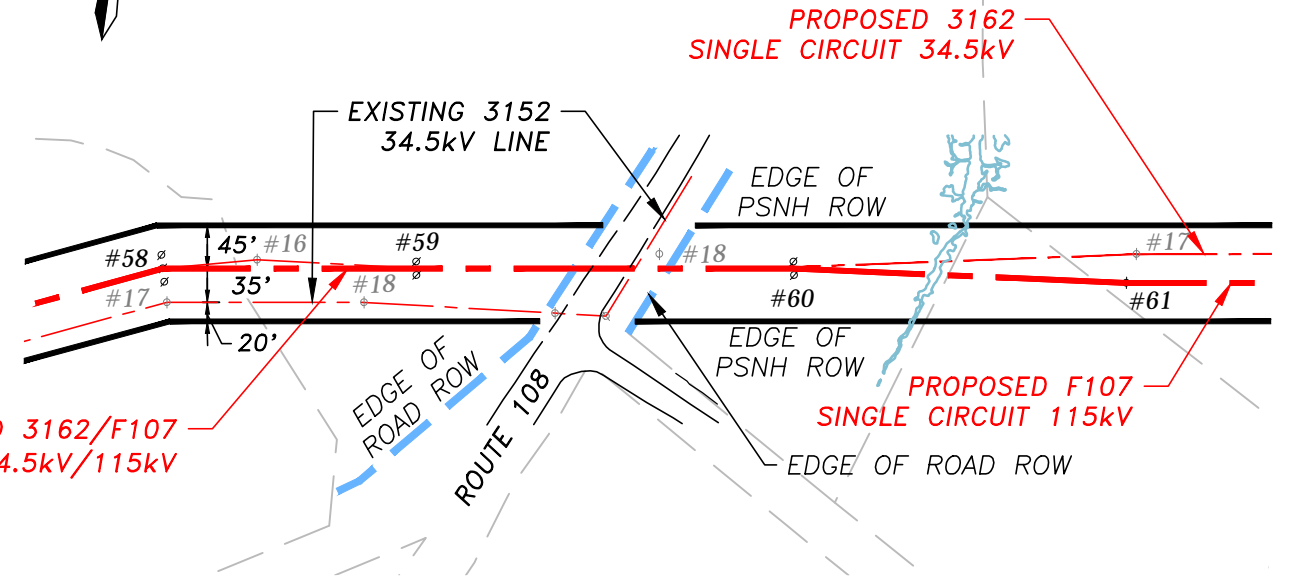 PROPOSED 3162
SINGLE CIRCUIT 34.5kV
EXISTING 3152
34.5kV LINE
EDGE OF
PSNH ROW
#58
45'
#16
#59
#18
#17
#17
35'
#18
#60
#61
20'
EDGE OF
PSNH ROW
EDGE OF
ROAD ROW
ROUTE 108
PROPOSED F107
SINGLE CIRCUIT 115kV
3162/F107
4.5kV/115kV
EDGE OF ROAD ROW